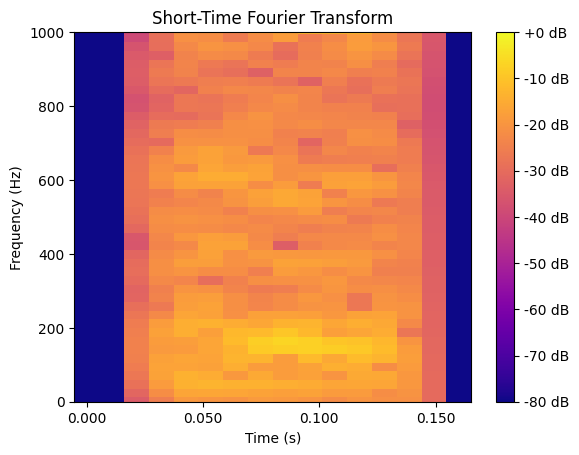 Short-Time Fourier Transform
1000
800
600
400
200
0
Frequency (Hz)
0.000
0.050
0.100
0.150
Time (s)
+0 dB
-10 dB
-20 dB
-30 dB
-40 dB
-50 dB
-60 dB
-70 dB
-80 dB